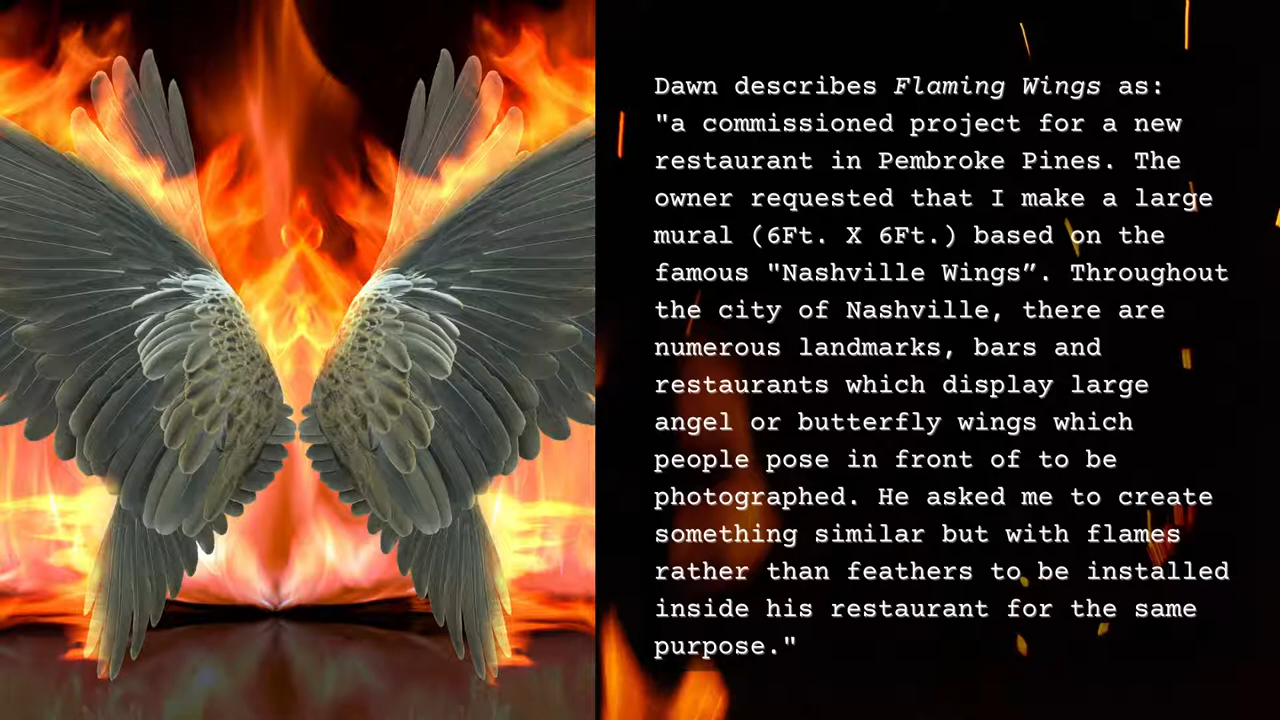 Dawn describes Flaming Wings as:
"a commissioned project for a new
restaurant in Pembroke Pines. The
owner requested that I make a large
mural (6Ft. X 6Ft.) based on the
famous "Nashville Wings”. Throughout
the city of Nashville, there are
numerous landmarks, bars and
restaurants which display large
angel or butterfly wings which
people pose in front of to be
photographed. He asked me to create
something similar but with flames
rather than feathers to be installed
inside his restaurant for the same
purpose."